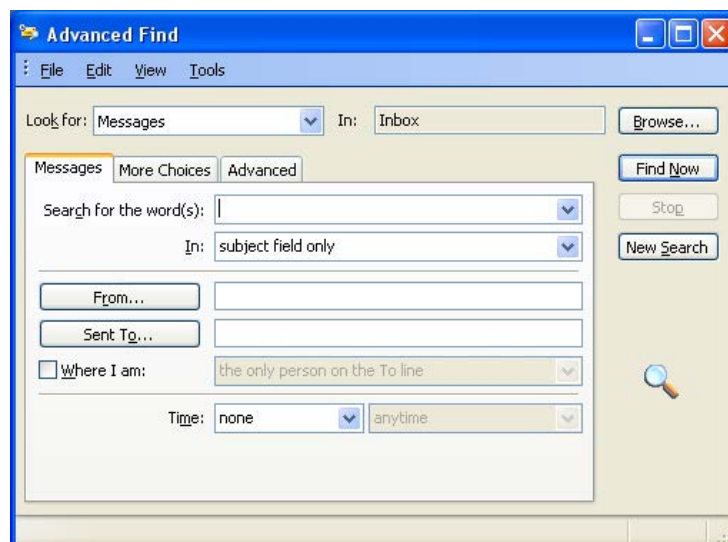 Advanced Find
File Edit View Tools
Look for: Messages In: Inbox Browse...
Messages More Choices Advanced Find Now
Search for the word(s): Stop
In: subject field only New Search
From...
Sent To...
Where I am: the only person on the To line
Time: none anytime